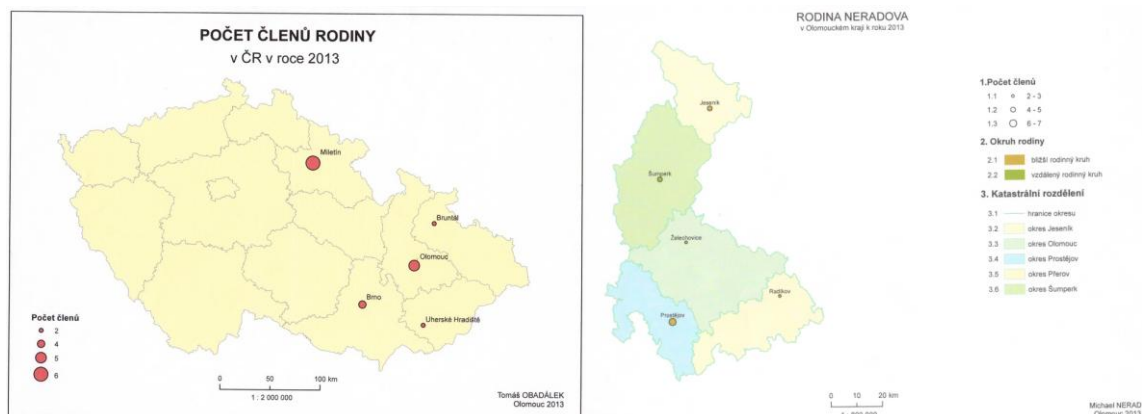 POČET ČLENŮ RODINY
v ČR v roce 2013
Miletín
Bruntál
Olomouc
Brno
Uherské Hradiště
Počet členů
2
4
5
6
0 50 100 km
1 : 2 000 000
Tomáš OBADÁLEK
Olomouc 2013
RODINA NERADOVA
v Olomouckém kraji k roku 2013
Jeseník
Šumperk
Želechovice
Radíkov
Prostějov
1.Počet členů
1.1 2 - 3
1.2 4 - 5
1.3 6 - 7
2. Okruh rodiny
2.1 bližší rodinný kruh
2.2 vzdálený rodinný kruh
3. Katastrální rozdělení
3.1 hranice okresu
3.2 okres Jeseník
3.3 okres Olomouc
3.4 okres Prostějov
3.5 okres Přerov
3.6 okres Šumperk
0 10 20 km
Michael NERAD